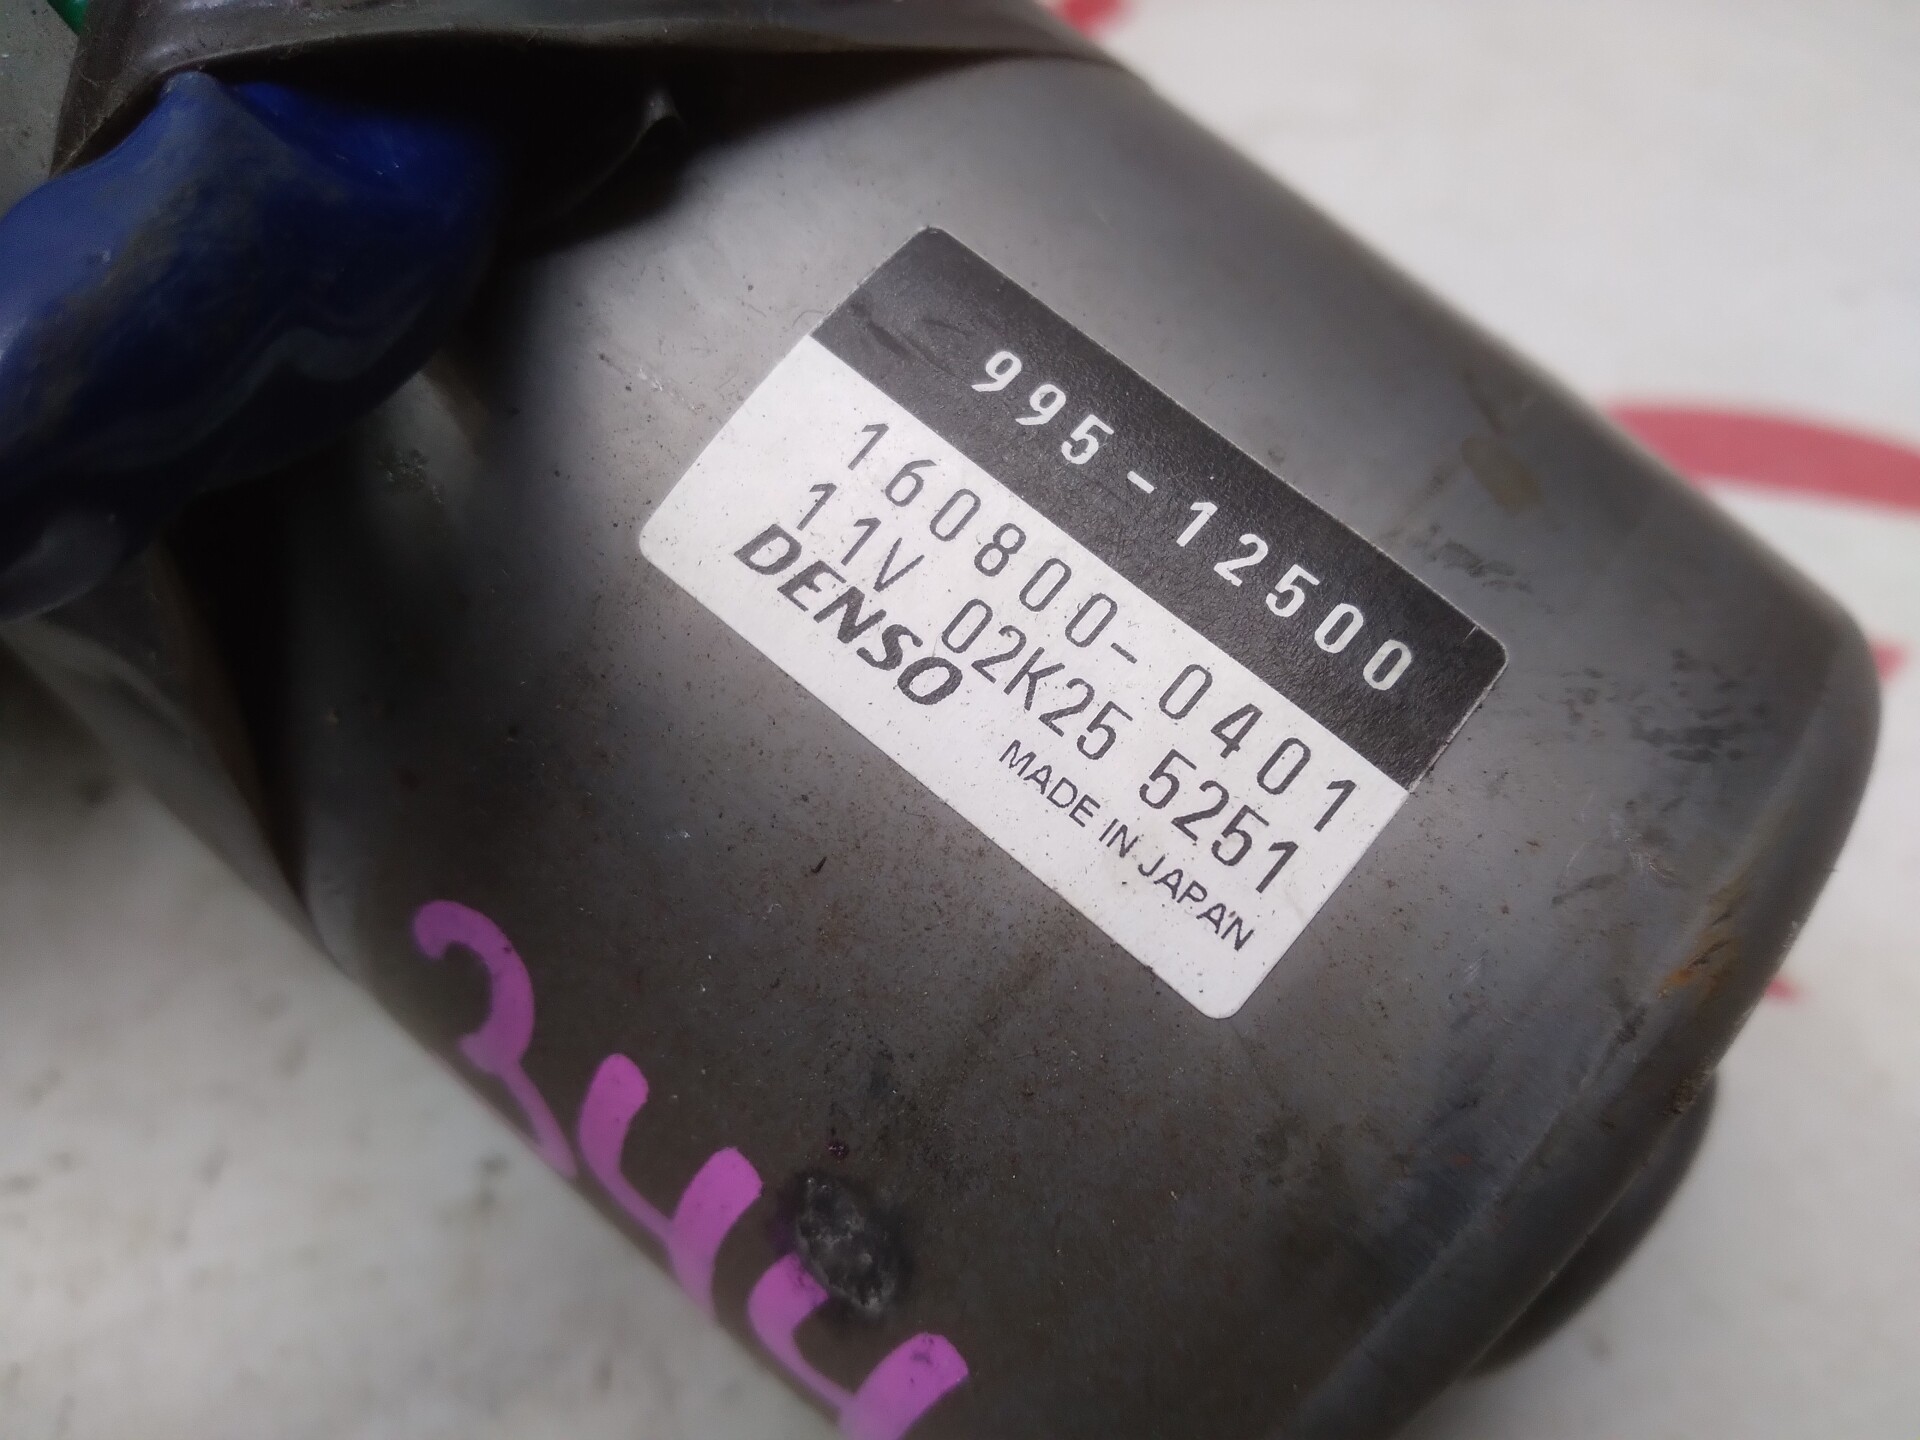 995-12500
160800-0401
11V 02K25 5251
DENSO MADE IN JAPAN